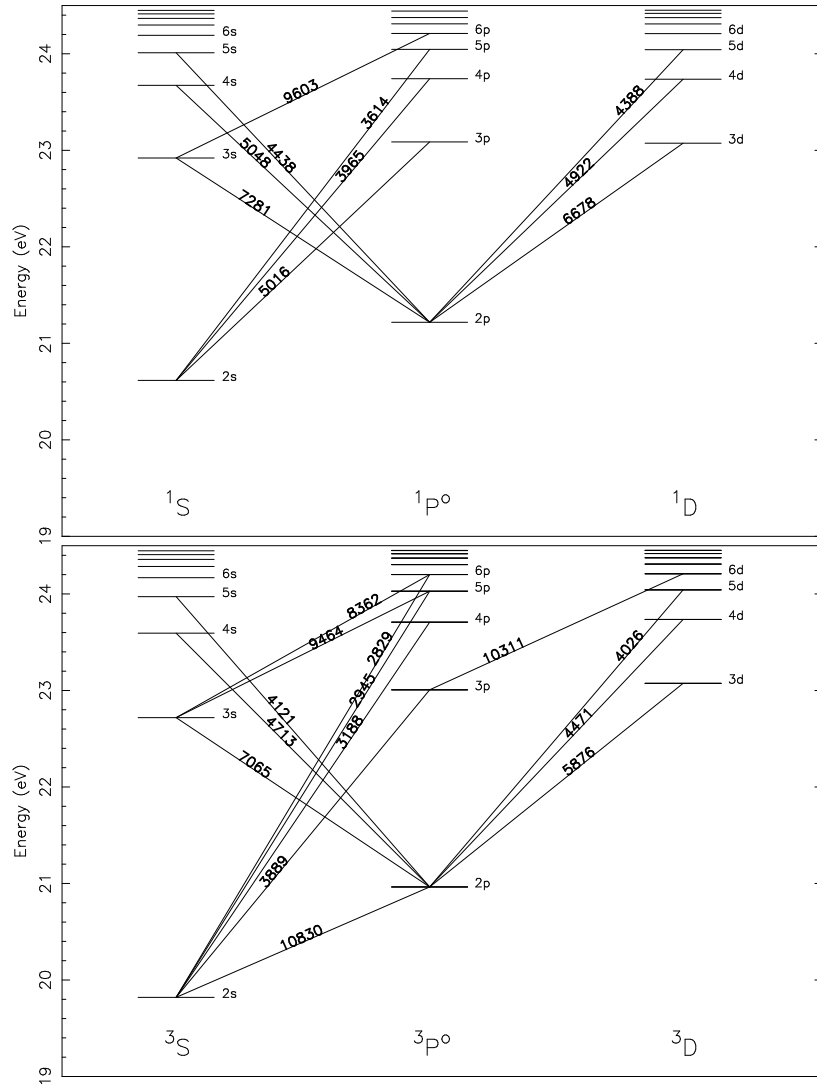 24
23
22
21
20
19
Energy (eV)
6s
5s
4s
3s
2s
6p
5p
4p
3p
2p
6d
5d
4d
3d
9603
3614
3965
5016
4438
5048
7281
4388
4922
6678
¹S
¹Pᵒ
¹D
24
23
22
21
20
19
Energy (eV)
6s
5s
4s
3s
2s
6p
5p
4p
3p
2p
6d
5d
4d
3d
8362
9464
2829
2945
3188
3889
4121
4713
7065
10830
10311
4026
4471
5876
³S
³Pᵒ
³D